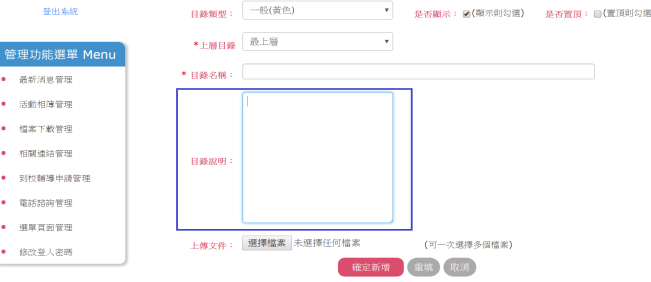 登出系統
管理功能選單 Menu
最新消息管理
活動相簿管理
檔案下載管理
相關連結管理
到校輔導申請管理
電話諮詢管理
選單頁面管理
修改登入密碼
目錄類型： 一般(黃色) 是否顯示： (顯示則勾選) 是否置頂： (置頂則勾選
*上層目錄 最上層
* 目錄名稱：
目錄說明：
上傳文件： 選擇檔案 未選擇任何檔案 (可一次選擇多個檔案)
確定新增 重填 取消